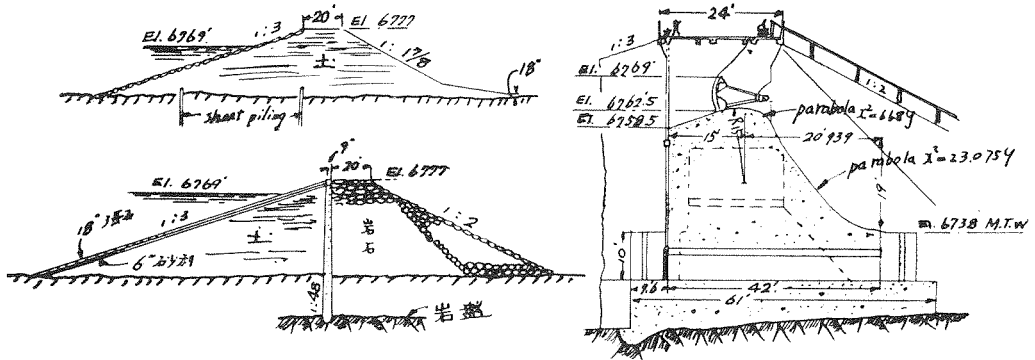 20'
El. 6777
1:3
El. 6769'
土
1:1 7/8
18"
sheet piling
9"
20'
El. 6777
El. 6769'
1:3
18"
土
岩石
1:2
6"
1:48
岩盤
24'
1:3
El. 6769'
El. 6762.5
El. 6758.5
1:2
parabola x²=668y
15'
20'939
parabola x²=23.075y
19'
El. 6738 M.T.W
10'
9.6
42'
61'